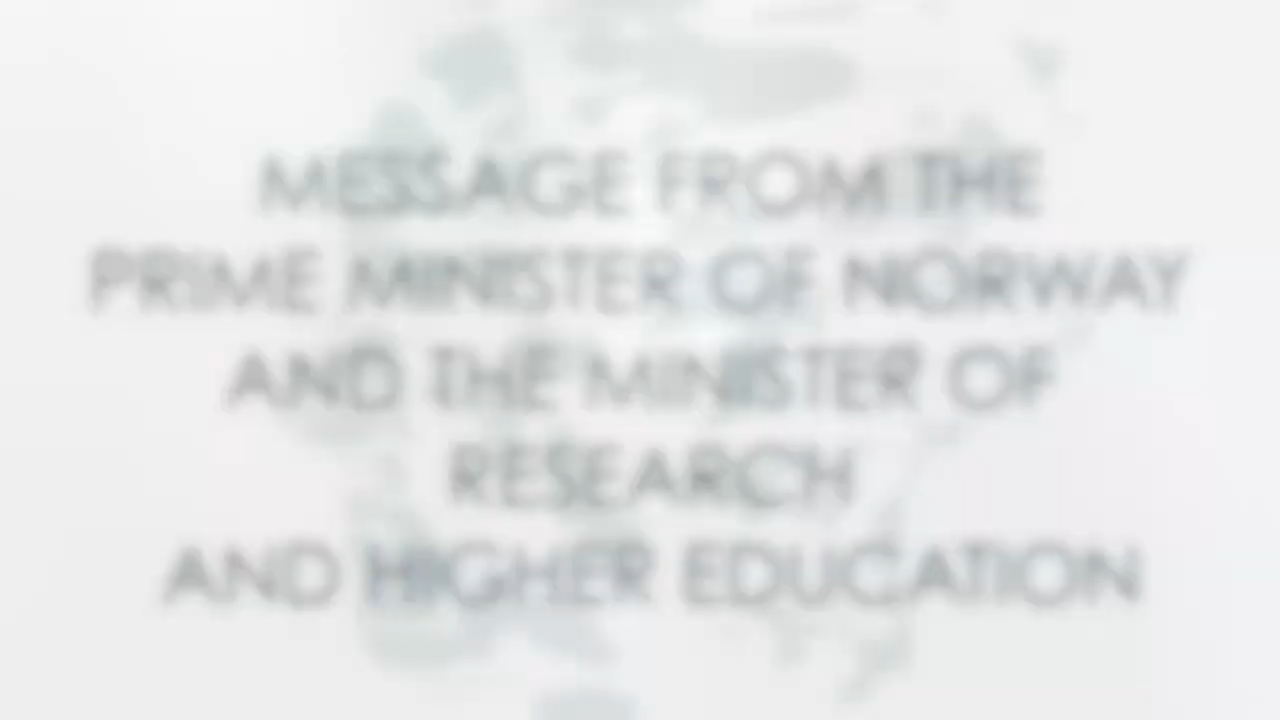 MESSAGE FROM THE
PRIME MINISTER OF NORWAY
AND THE MINISTER OF
RESEARCH
AND HIGHER EDUCATION